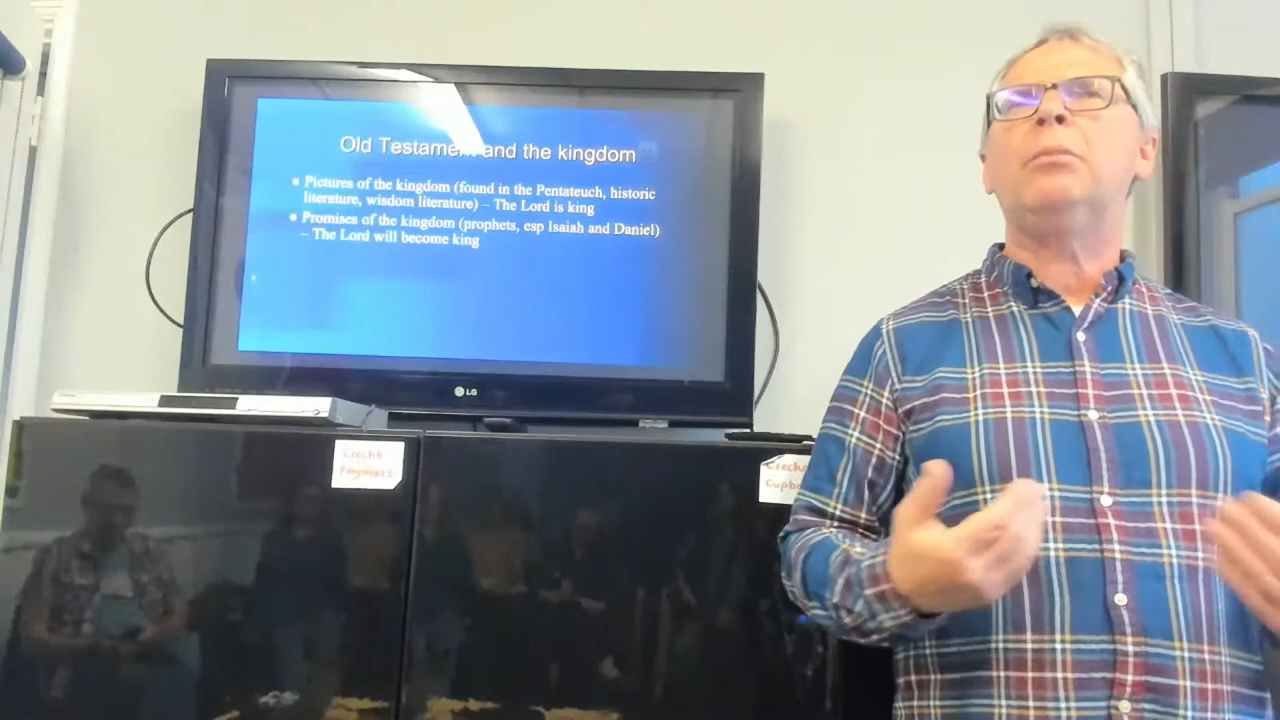 Old Testament and the kingdom
▪ Pictures of the kingdom (found in the Pentateuch, historic
literature, wisdom literature) – The Lord is king
▪ Promises of the kingdom (prophets, esp Isaiah and Daniel)
– The Lord will become king
LG
Creche
Playmats
Creche